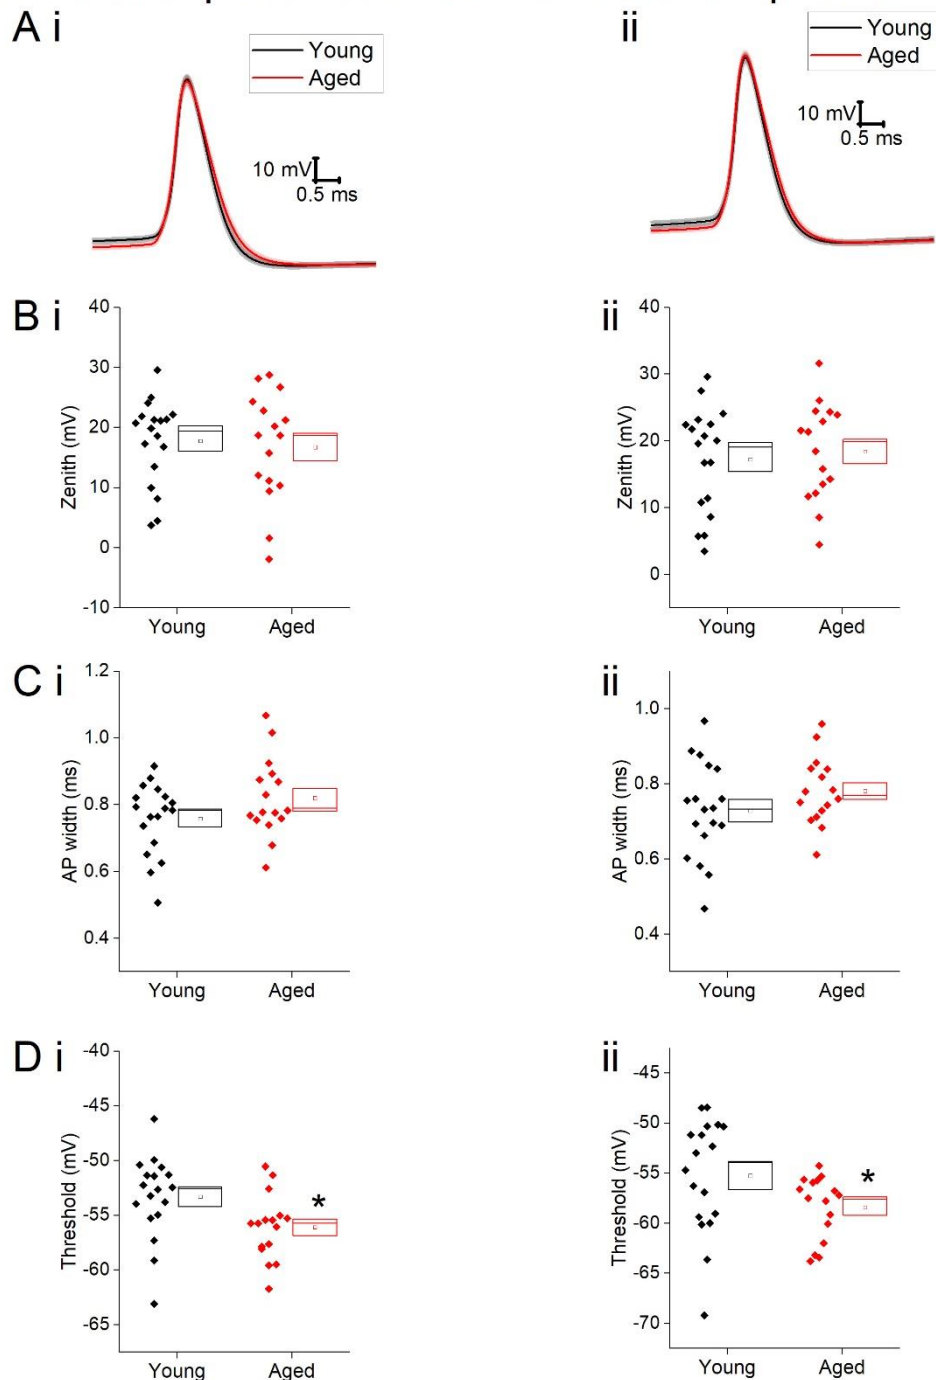 A i
Young
Aged
10 mV
0.5 ms
ii
Young
Aged
10 mV
0.5 ms
B i
Zenith (mV)
40
30
20
10
0
-10
Young
Aged
ii
Zenith (mV)
40
30
20
10
0
Young
Aged
C i
AP width (ms)
1.2
1.0
0.8
0.6
0.4
Young
Aged
ii
AP width (ms)
1.0
0.8
0.6
0.4
Young
Aged
D i
Threshold (mV)
-40
-45
-50
-55
-60
-65
*
Young
Aged
ii
Threshold (mV)
-45
-50
-55
-60
-65
-70
*
Young
Aged